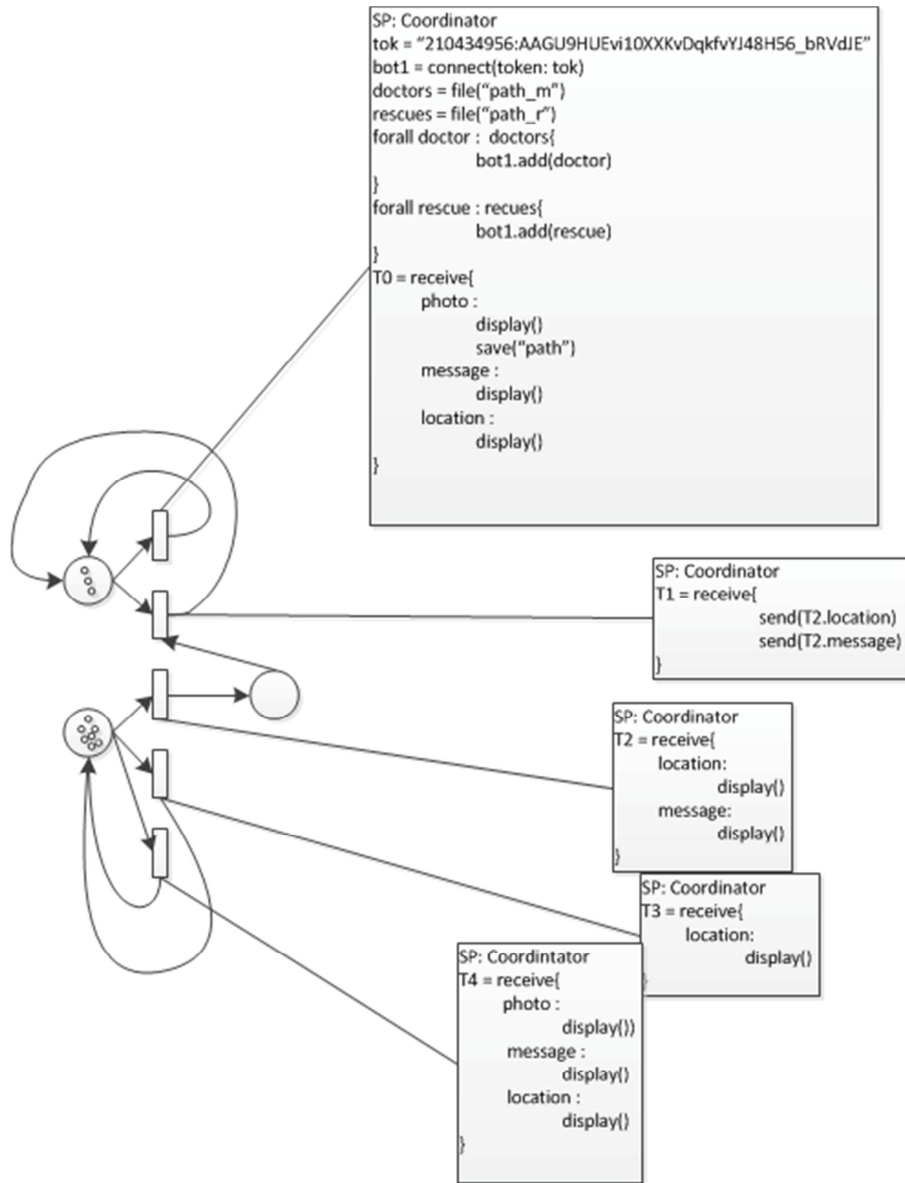 SP: Coordinator
tok = “210434956:AAGU9HUEvi10XXKvDqkfvYJ48H56_bRVdJE”
bot1 = connect(token: tok)
doctors = file(“path_m”)
rescues = file(“path_r”)
forall doctor : doctors{
bot1.add(doctor)
}
forall rescue : recues{
bot1.add(rescue)
}
T0 = receive{
photo :
display()
save(“path”)
message :
display()
location :
display()
}
SP: Coordinator
T1 = receive{
send(T2.location)
send(T2.message)
}
SP: Coordinator
T2 = receive{
location:
display()
message:
display()
}
SP: Coordinator
T3 = receive{
location:
display()
}
SP: Coordintator
T4 = receive{
photo :
display())
message :
display()
location :
display()
}